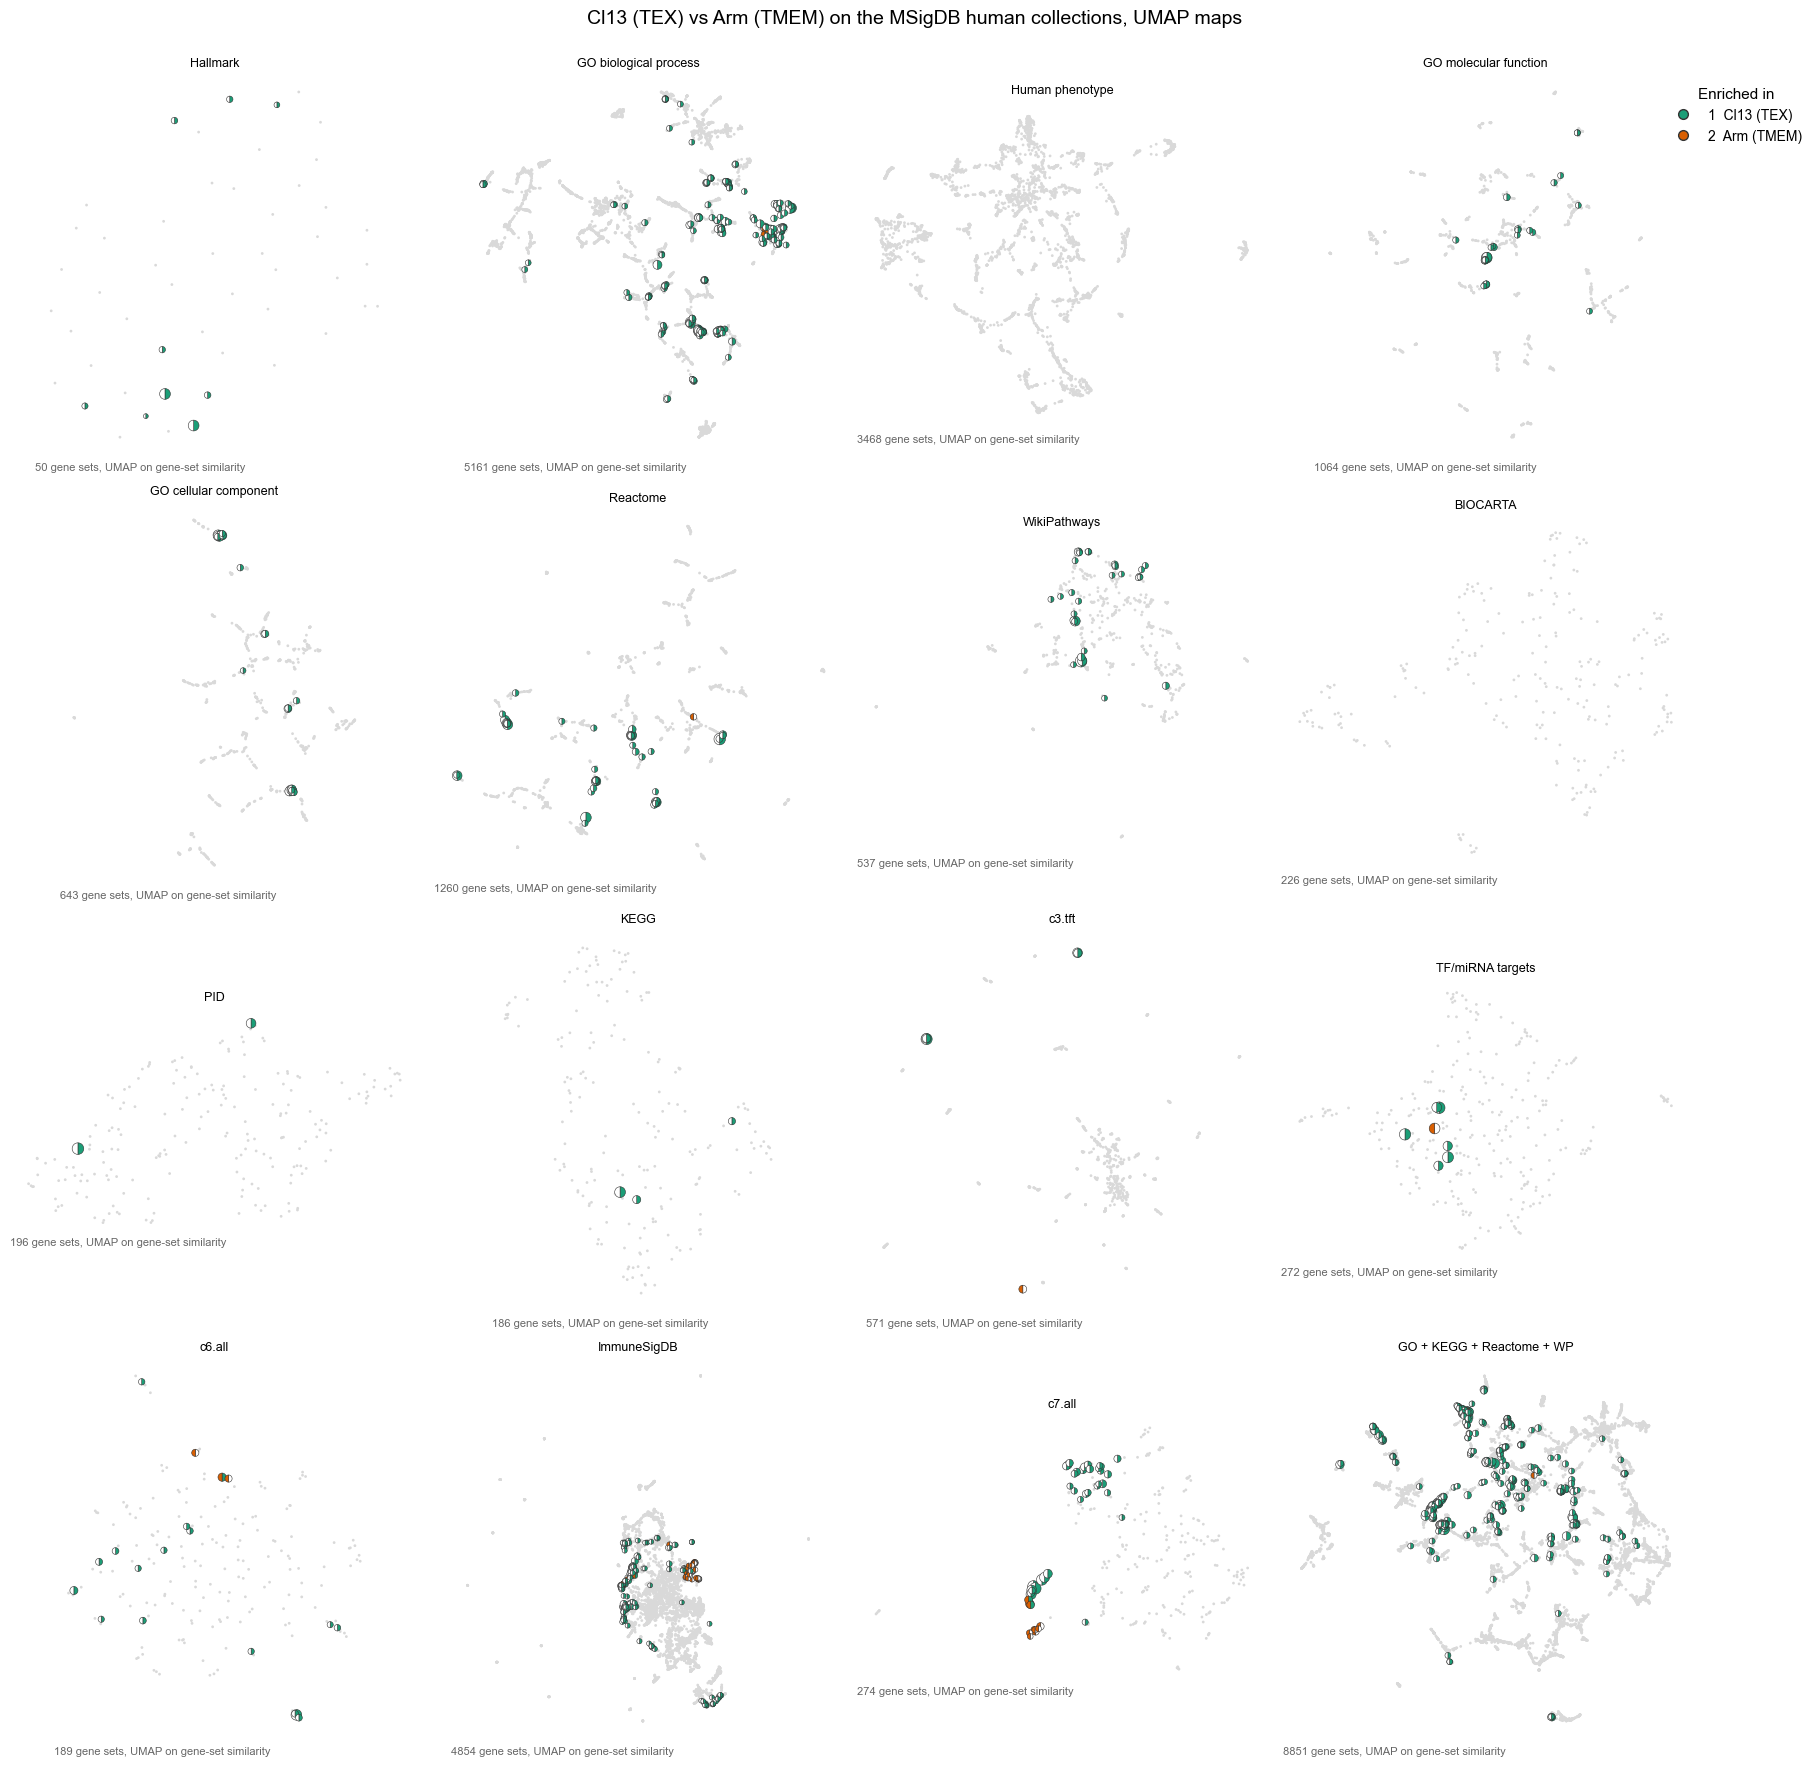 Cl13 (TEX) vs Arm (TMEM) on the MSigDB human collections, UMAP maps
Hallmark
50 gene sets, UMAP on gene-set similarity
GO biological process
5161 gene sets, UMAP on gene-set similarity
Human phenotype
3468 gene sets, UMAP on gene-set similarity
GO molecular function
1064 gene sets, UMAP on gene-set similarity
Enriched in
1 Cl13 (TEX)
2 Arm (TMEM)
GO cellular component
643 gene sets, UMAP on gene-set similarity
Reactome
1260 gene sets, UMAP on gene-set similarity
WikiPathways
537 gene sets, UMAP on gene-set similarity
BIOCARTA
226 gene sets, UMAP on gene-set similarity
PID
196 gene sets, UMAP on gene-set similarity
KEGG
186 gene sets, UMAP on gene-set similarity
c3.tft
571 gene sets, UMAP on gene-set similarity
TF/miRNA targets
272 gene sets, UMAP on gene-set similarity
c6.all
189 gene sets, UMAP on gene-set similarity
ImmuneSigDB
4854 gene sets, UMAP on gene-set similarity
c7.all
274 gene sets, UMAP on gene-set similarity
GO + KEGG + Reactome + WP
8851 gene sets, UMAP on gene-set similarity